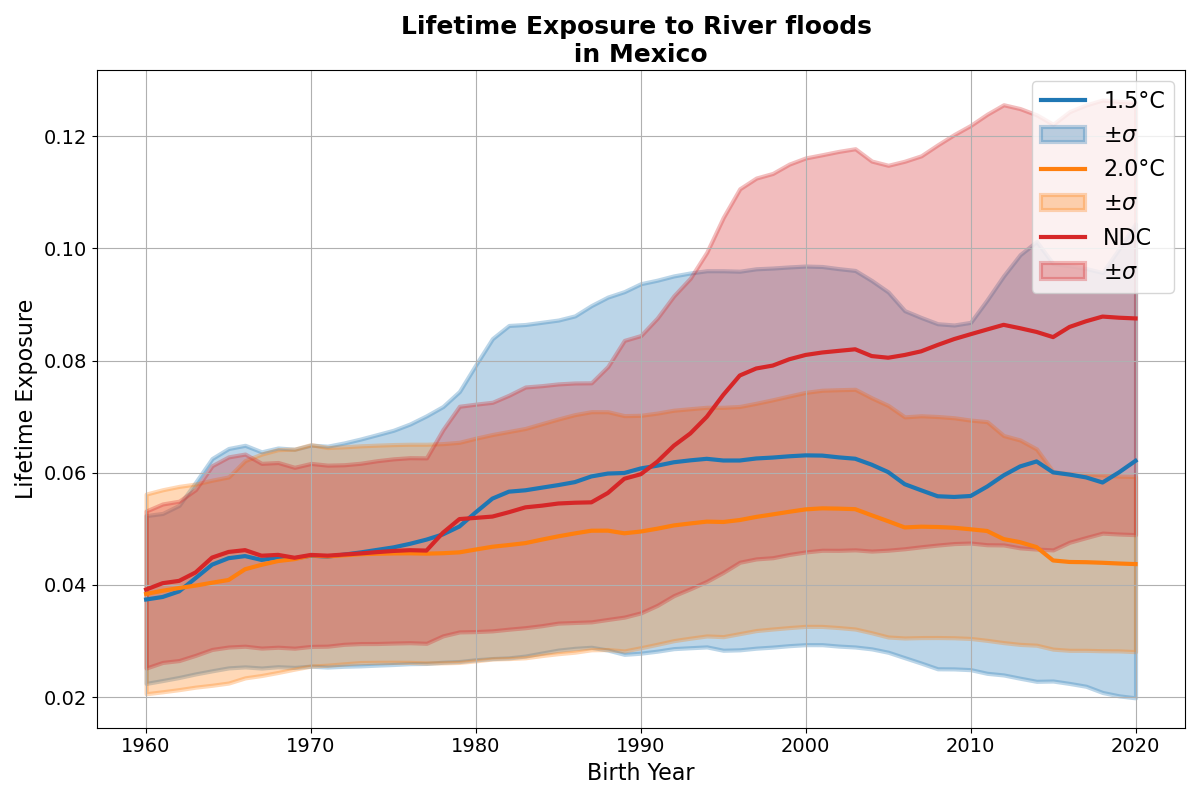 Lifetime Exposure to River floods
in Mexico
Lifetime Exposure
0.12
0.10
0.08
0.06
0.04
0.02
1960
1970
1980
1990
2000
2010
2020
Birth Year
1.5°C
±σ
2.0°C
±σ
NDC
±σ